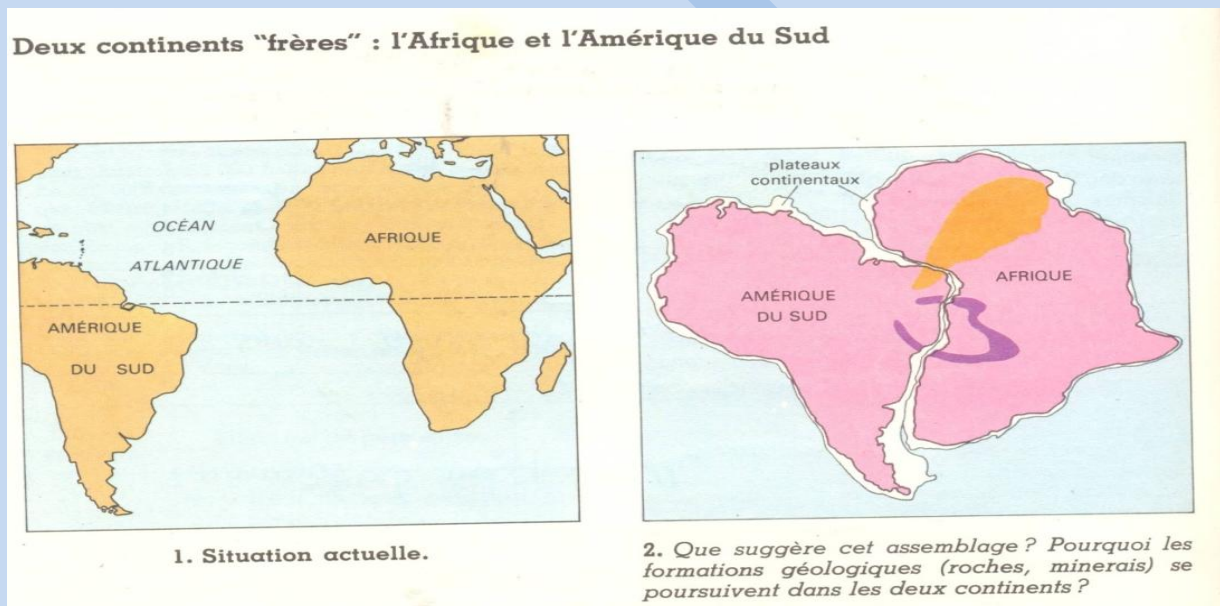 Deux continents “frères” : l’Afrique et l’Amérique du Sud
OCÉAN
ATLANTIQUE
AFRIQUE
AMÉRIQUE
DU SUD
1. Situation actuelle.
plateaux
continentaux
AMÉRIQUE
DU SUD
AFRIQUE
2. Que suggère cet assemblage ? Pourquoi les
formations géologiques (roches, minerais) se
poursuivent dans les deux continents ?